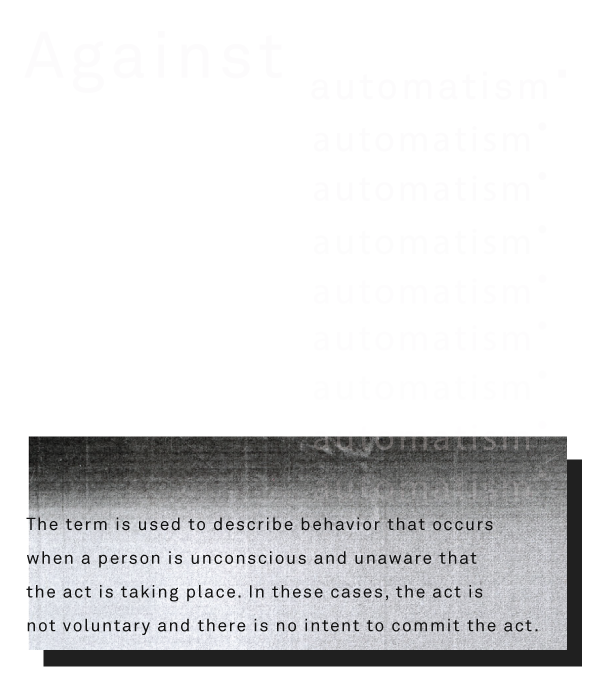 Against
automatism*
automatism*
automatism*
automatism*
automatism*
automatism*
automatism*
automatism*
automatism*
The term is used to describe behavior that occurs
when a person is unconscious and unaware that
the act is taking place. In these cases, the act is
not voluntary and there is no intent to commit the act.